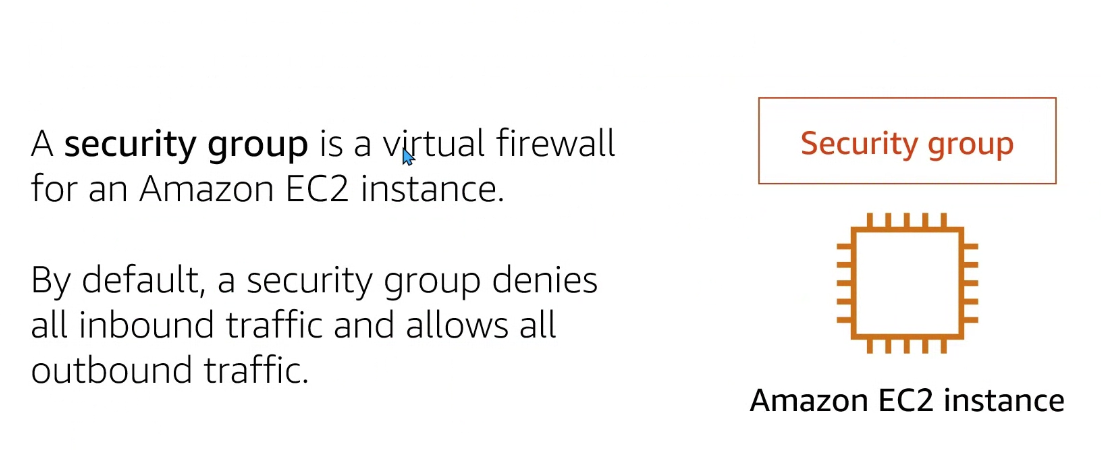 A security group is a virtual firewall
for an Amazon EC2 instance.
By default, a security group denies
all inbound traffic and allows all
outbound traffic.
Security group
Amazon EC2 instance